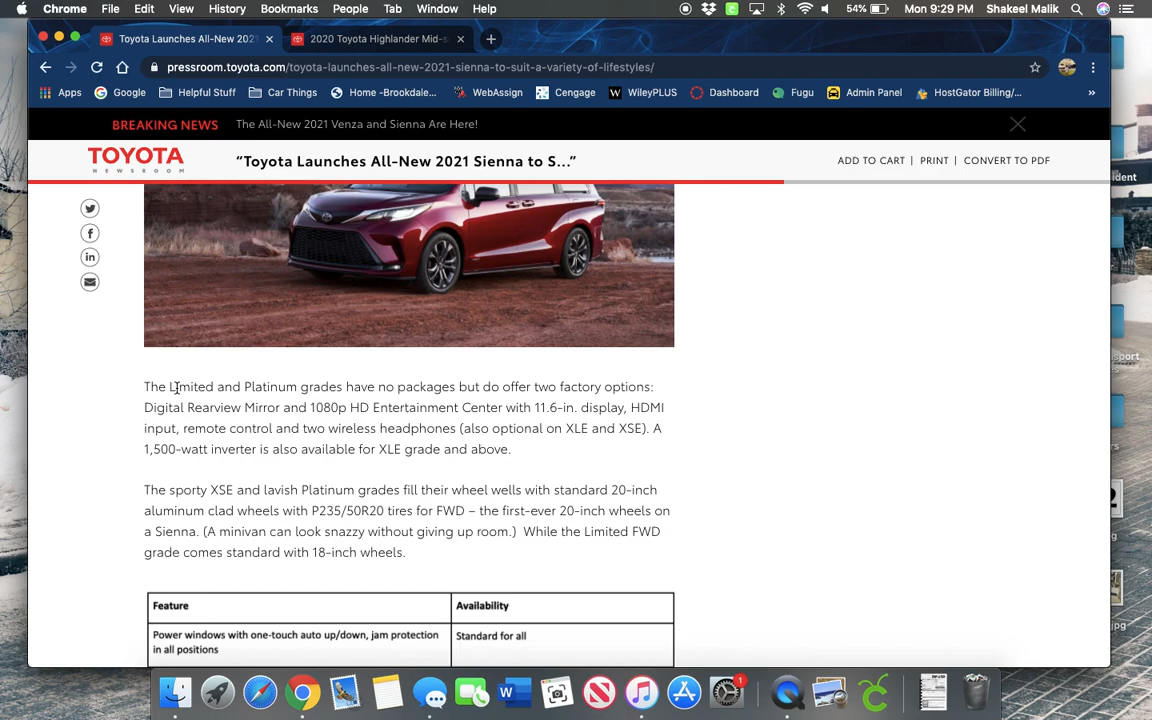 Chrome File Edit View History Bookmarks People Tab Window Help 54% Mon 9:29 PM Shakeel Malik
Toyota Launches All-New 2021 2020 Toyota Highlander Mid-s
pressroom.toyota.com/toyota-launches-all-new-2021-sienna-to-suit-a-variety-of-lifestyles/
Apps Google Helpful Stuff Car Things Home -Brookdale... WebAssign Cengage WileyPLUS Dashboard Fugu Admin Panel HostGator Billing/... »
BREAKING NEWS The All-New 2021 Venza and Sienna Are Here!
TOYOTA
NEWSROOM
“Toyota Launches All-New 2021 Sienna to S...”
ADD TO CART | PRINT | CONVERT TO PDF
The Limited and Platinum grades have no packages but do offer two factory options:
Digital Rearview Mirror and 1080p HD Entertainment Center with 11.6-in. display, HDMI
input, remote control and two wireless headphones (also optional on XLE and XSE). A
1,500-watt inverter is also available for XLE grade and above.
The sporty XSE and lavish Platinum grades fill their wheel wells with standard 20-inch
aluminum clad wheels with P235/50R20 tires for FWD – the first-ever 20-inch wheels on
a Sienna. (A minivan can look snazzy without giving up room.) While the Limited FWD
grade comes standard with 18-inch wheels.
Feature Availability
Power windows with one-touch auto up/down, jam protection Standard for all
in all positions